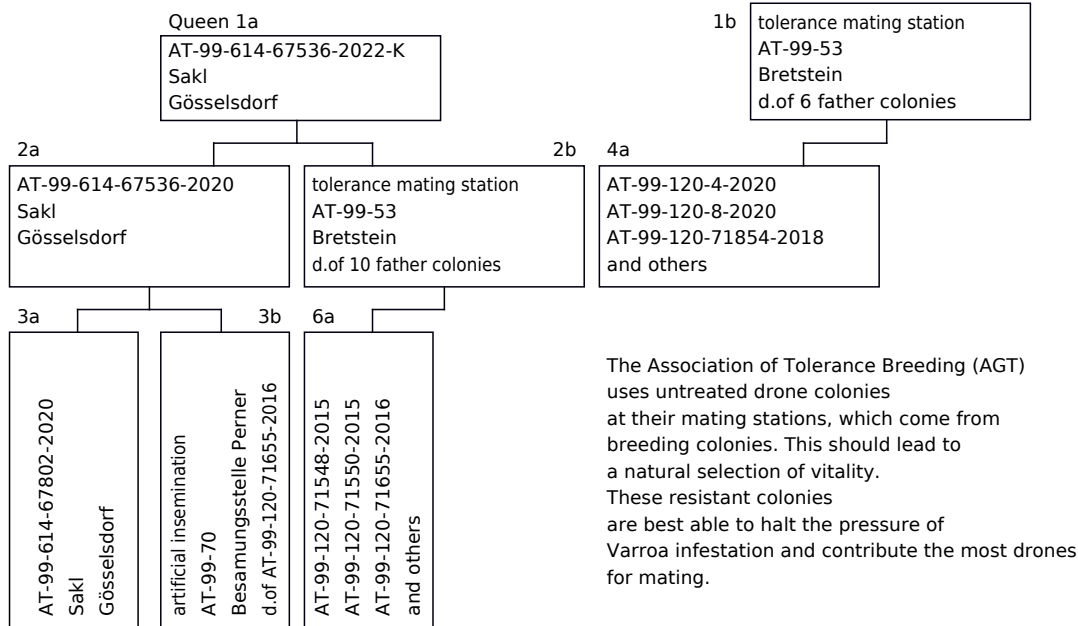 Queen 1a
AT-99-614-67536-2022-K
Sakl
Gösselsdorf
1b
tolerance mating station
AT-99-53
Bretstein
d.of 6 father colonies
2a
AT-99-614-67536-2020
Sakl
Gösselsdorf
2b
tolerance mating station
AT-99-53
Bretstein
d.of 10 father colonies
4a
AT-99-120-4-2020
AT-99-120-8-2020
AT-99-120-71854-2018
and others
3a
AT-99-614-67802-2020
Sakl
Gösselsdorf
3b
artificial insemination
AT-99-70
Besamungsstelle Perner
d.of AT-99-120-71655-2016
6a
AT-99-120-71548-2015
AT-99-120-71550-2015
AT-99-120-71655-2016
and others
The Association of Tolerance Breeding (AGT)
uses untreated drone colonies
at their mating stations, which come from
breeding colonies. This should lead to
a natural selection of vitality.
These resistant colonies
are best able to halt the pressure of
Varroa infestation and contribute the most drones
for mating.